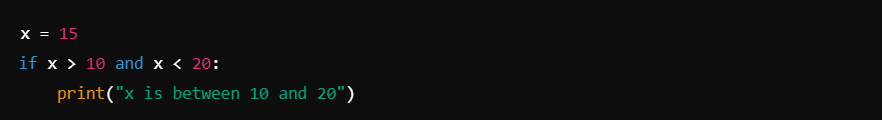 x = 15
if x > 10 and x < 20:
    print("x is between 10 and 20")